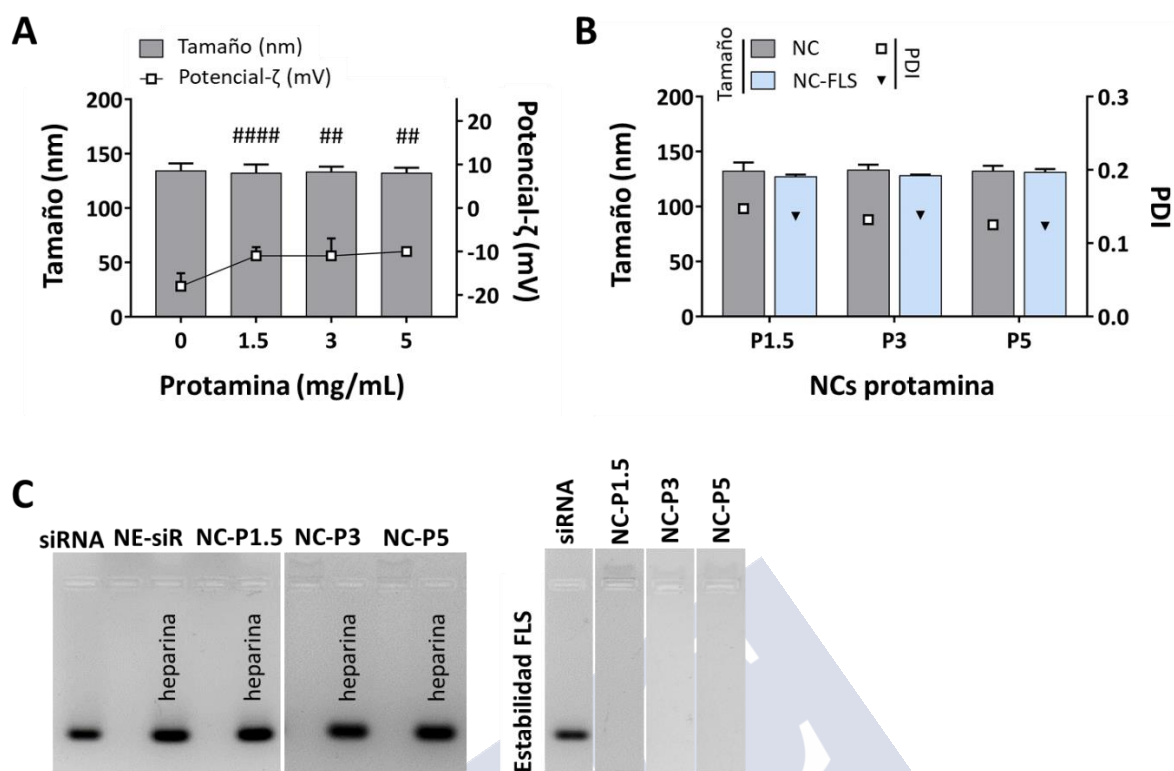 A
Tamaño (nm)
Potencial-ζ (mV)
200
150
100
50
0
Tamaño (nm)
#### ## ##
20
10
0
-10
-20
Potencial-ζ (mV)
0 1.5 3 5
Protamina (mg/mL)
B
Tamaño
NC
NC-FLS
PDI
200
150
100
50
0
Tamaño (nm)
0.3
0.2
0.1
0.0
PDI
P1.5 P3 P5
NCs protamina
C
siRNA NE-siR NC-P1.5 NC-P3 NC-P5
heparina
heparina
heparina
heparina
Estabilidad FLS
siRNA
NC-P1.5
NC-P3
NC-P5